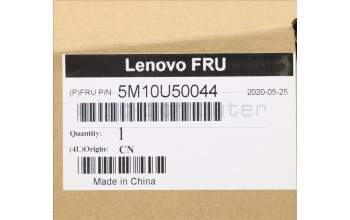 Lenovo FRU
(P)FRU P/N 5M10U50044 2020-05-25
Quantity: 1
(4L)Origin: CN
Made in China